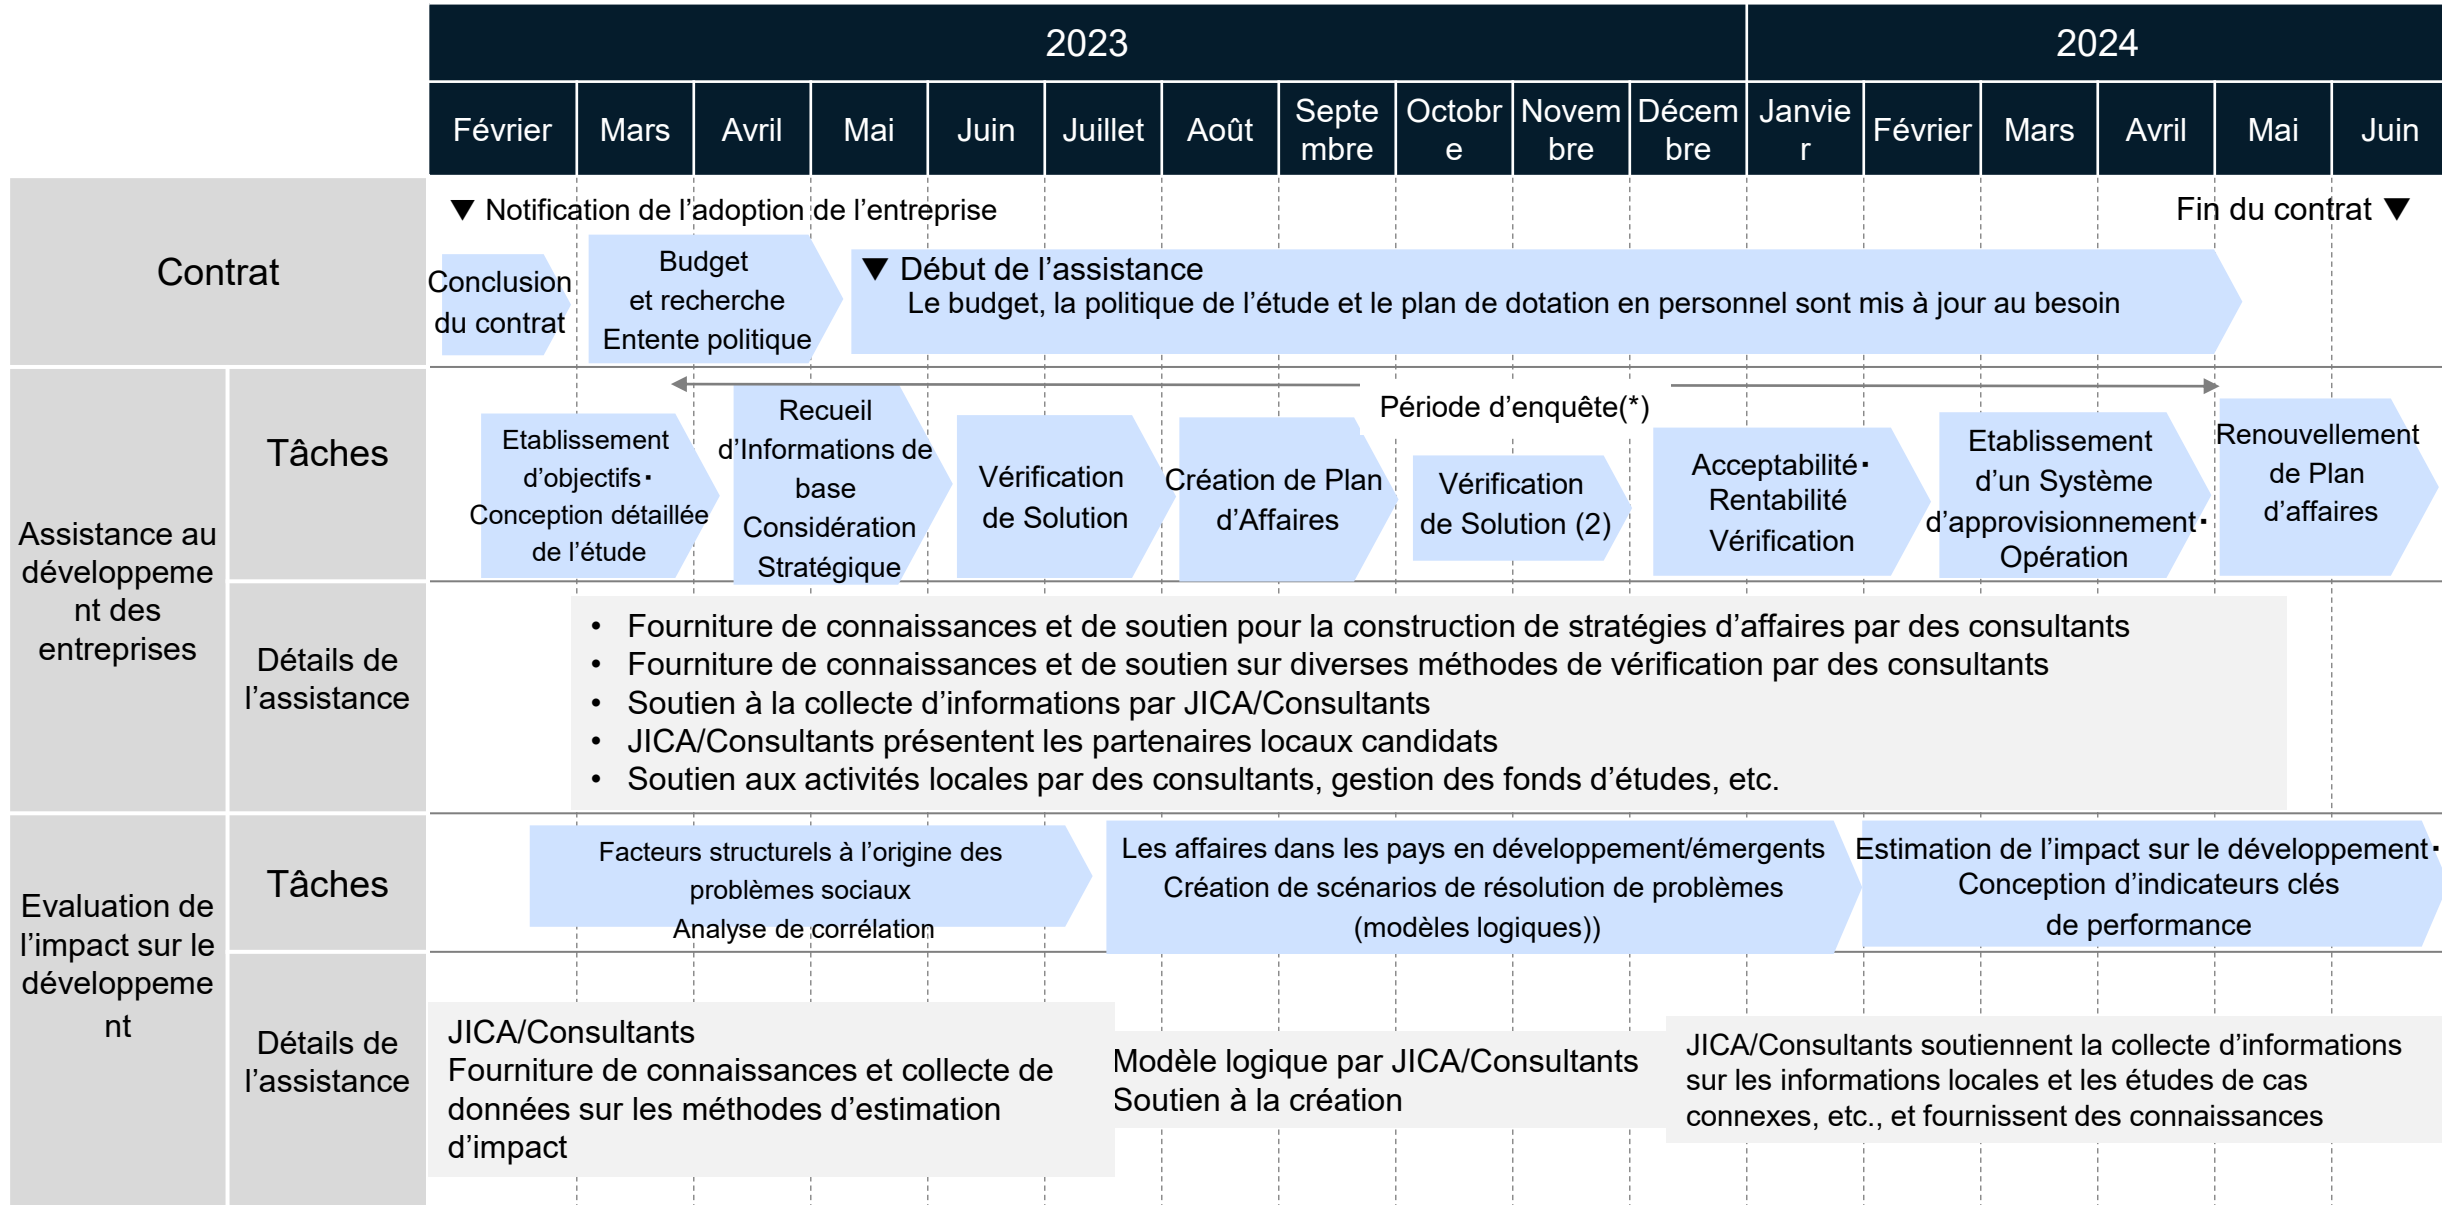 2023
2024
Février
Mars
Avril
Mai
Juin
Juillet
Août
Septe
mbre
Octobr
e
Novem
bre
Décem
bre
Janvie
r
Février
Mars
Avril
Mai
Juin
Contrat
▼ Notification de l’adoption de l’entreprise
Fin du contrat ▼
Conclusion
du contrat
Budget
et recherche
Entente politique
▼ Début de l’assistance
Le budget, la politique de l’étude et le plan de dotation en personnel sont mis à jour au besoin
Assistance au
développeme
nt des
entreprises
Tâches
Période d’enquête(*)
Etablissement
d’objectifs･
Conception détaillée
de l’étude
Recueil
d’Informations de
base
Considération
Stratégique
Vérification
de Solution
Création de Plan
d’Affaires
Vérification
de Solution (2)
Acceptabilité･
Rentabilité
Vérification
Etablissement
d’un Système
d’approvisionnement･
Opération
Renouvellement
de Plan
d’affaires
Détails de
l’assistance
• Fourniture de connaissances et de soutien pour la construction de stratégies d’affaires par des consultants
• Fourniture de connaissances et de soutien sur diverses méthodes de vérification par des consultants
• Soutien à la collecte d’informations par JICA/Consultants
• JICA/Consultants présentent les partenaires locaux candidats
• Soutien aux activités locales par des consultants, gestion des fonds d’études, etc.
Evaluation de
l’impact sur le
développeme
nt
Tâches
Facteurs structurels à l’origine des
problèmes sociaux
Analyse de corrélation
Les affaires dans les pays en développement/émergents
Création de scénarios de résolution de problèmes
(modèles logiques))
Estimation de l’impact sur le développement･
Conception d’indicateurs clés
de performance
Détails de
l’assistance
JICA/Consultants
Fourniture de connaissances et collecte de
données sur les méthodes d’estimation
d’impact
Modèle logique par JICA/Consultants
Soutien à la création
JICA/Consultants soutiennent la collecte d’informations
sur les informations locales et les études de cas
connexes, etc., et fournissent des connaissances